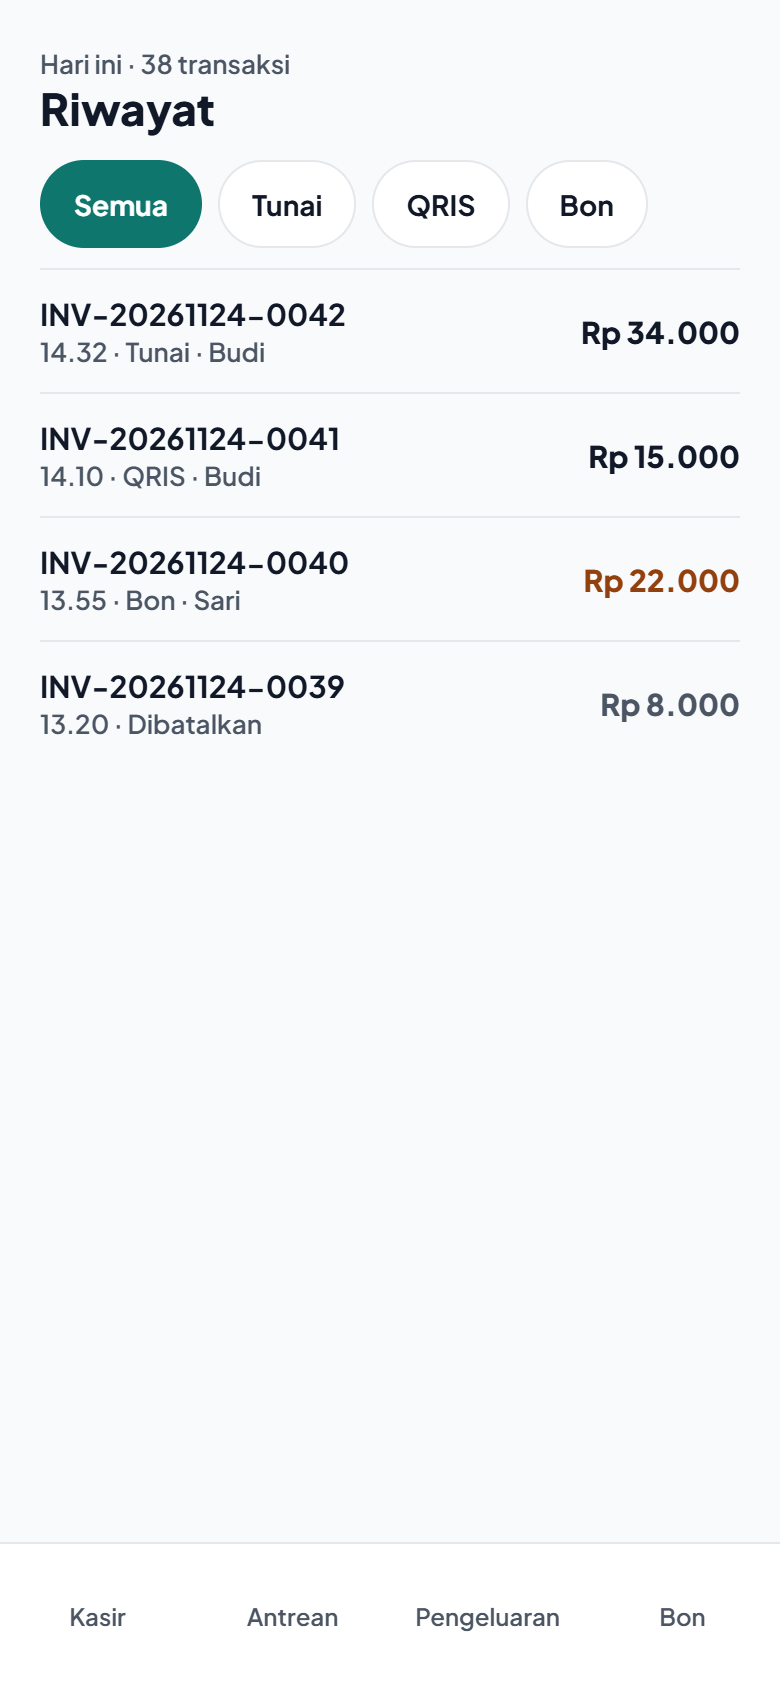 Hari ini · 38 transaksi
Riwayat
Semua
Tunai
QRIS
Bon
INV-20261124-0042
14.32 · Tunai · Budi
Rp 34.000
INV-20261124-0041
14.10 · QRIS · Budi
Rp 15.000
INV-20261124-0040
13.55 · Bon · Sari
Rp 22.000
INV-20261124-0039
13.20 · Dibatalkan
Rp 8.000
Kasir
Antrean
Pengeluaran
Bon